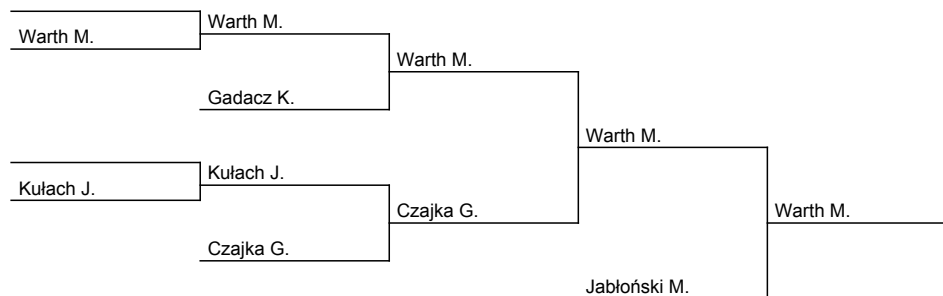 Warth M.
Warth M.
Warth M.
Gadacz K.
Warth M.
Kułach J.
Kułach J.
Czajka G.
Warth M.
Czajka G.
Jabłoński M.